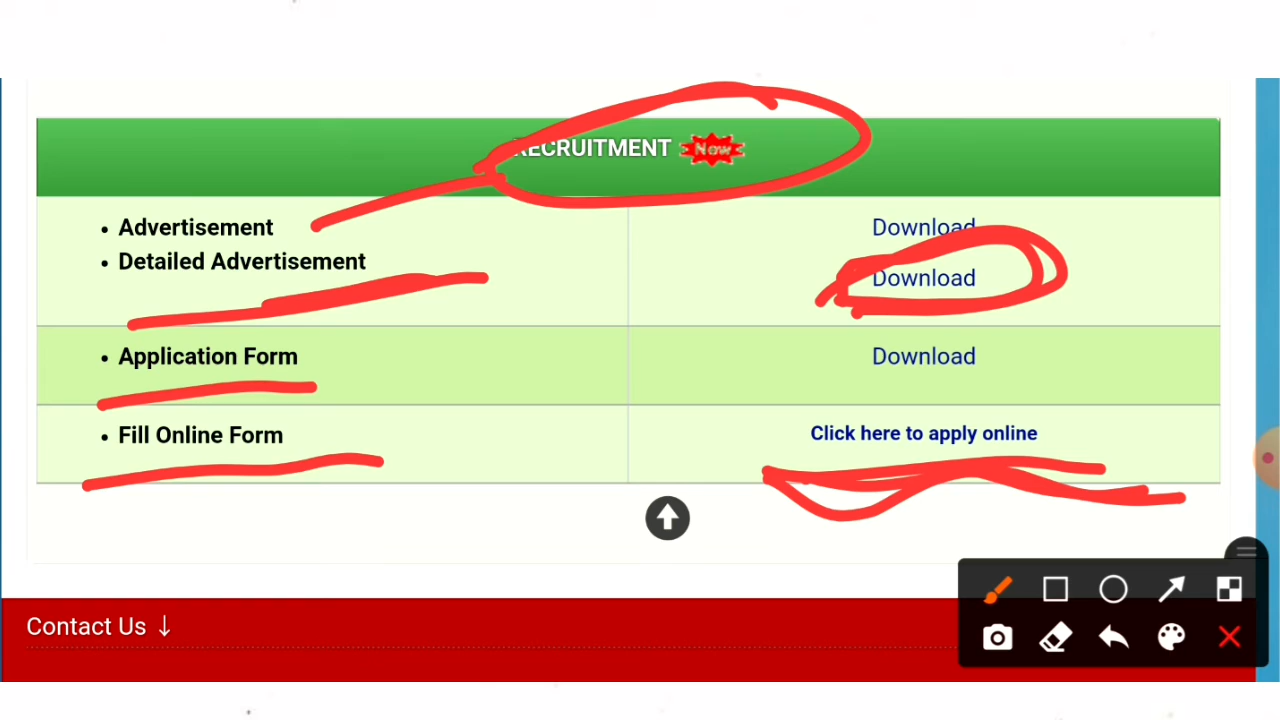 RECRUITMENT New
Advertisement Download
Detailed Advertisement Download
Application Form Download
Fill Online Form Click here to apply online
Contact Us ↓